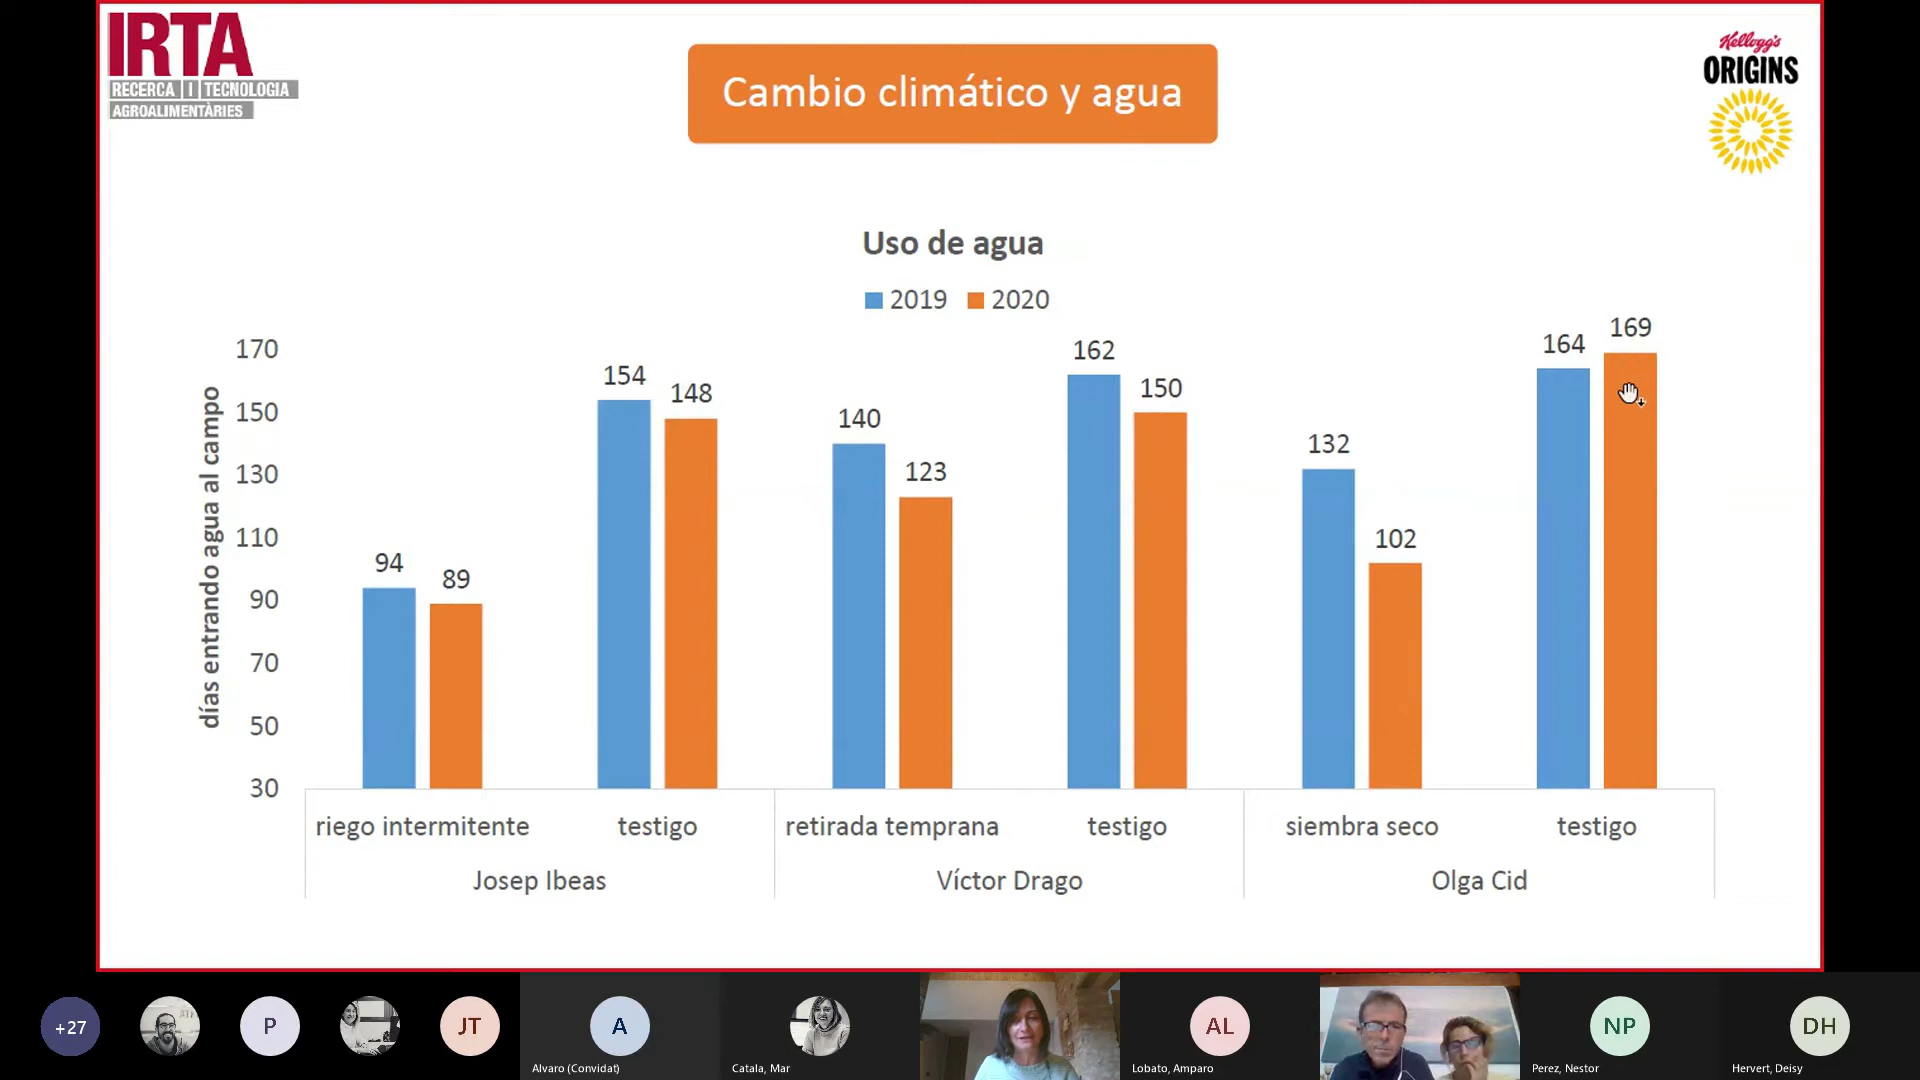 IRTA
RECERCA I TECNOLOGIA
AGROALIMENTÀRIES
Cambio climático y agua
Kellogg's
ORIGINS
Uso de agua
2019 2020
días entrando agua al campo
170
150
130
110
90
70
50
30
94
89
154
148
140
123
162
150
132
102
164
169
riego intermitente testigo retirada temprana testigo siembra seco testigo
Josep Ibeas Víctor Drago Olga Cid
+27
P
JT
A
AL
NP
DH
Alvaro (Convidat)
Catala, Mar
Lobato, Amparo
Perez, Nestor
Hervert, Deisy